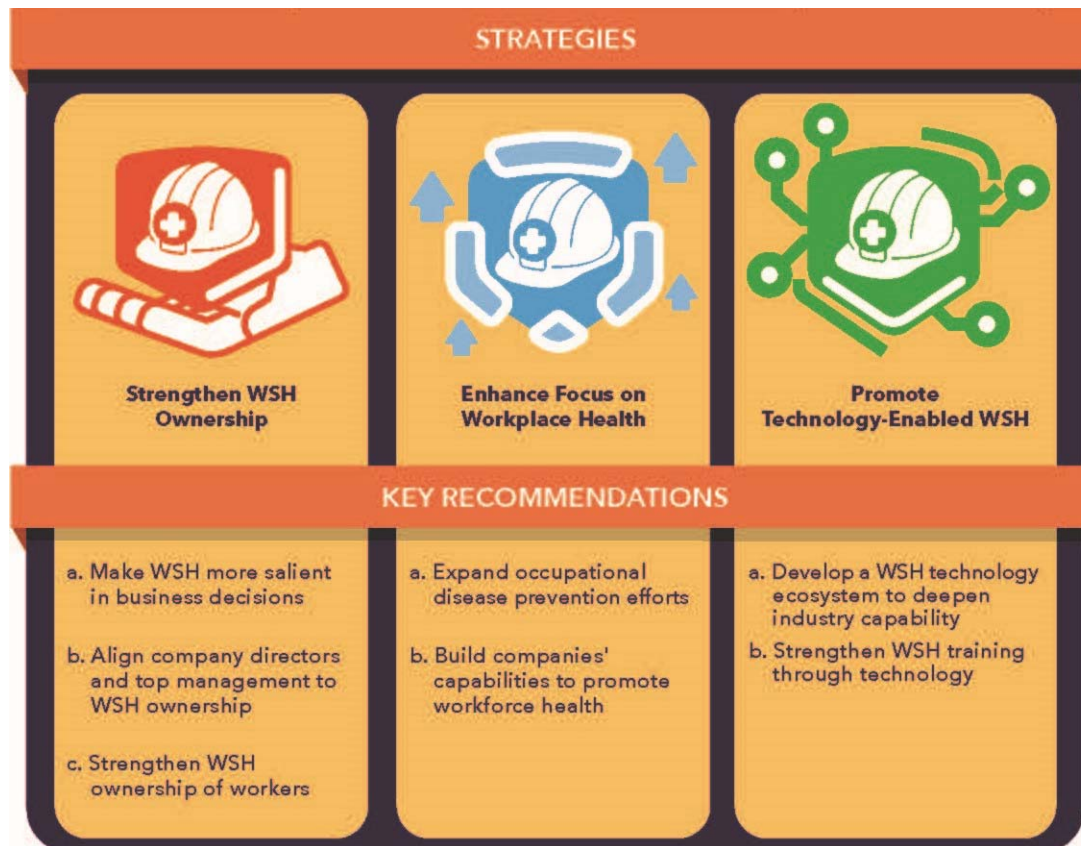 STRATEGIES
Strengthen WSH
Ownership
Enhance Focus on
Workplace Health
Promote
Technology-Enabled WSH
KEY RECOMMENDATIONS
a. Make WSH more salient
in business decisions
b. Align company directors
and top management to
WSH ownership
c. Strengthen WSH
ownership of workers
a. Expand occupational
disease prevention efforts
b. Build companies'
capabilities to promote
workforce health
a. Develop a WSH technology
ecosystem to deepen
industry capability
b. Strengthen WSH training
through technology